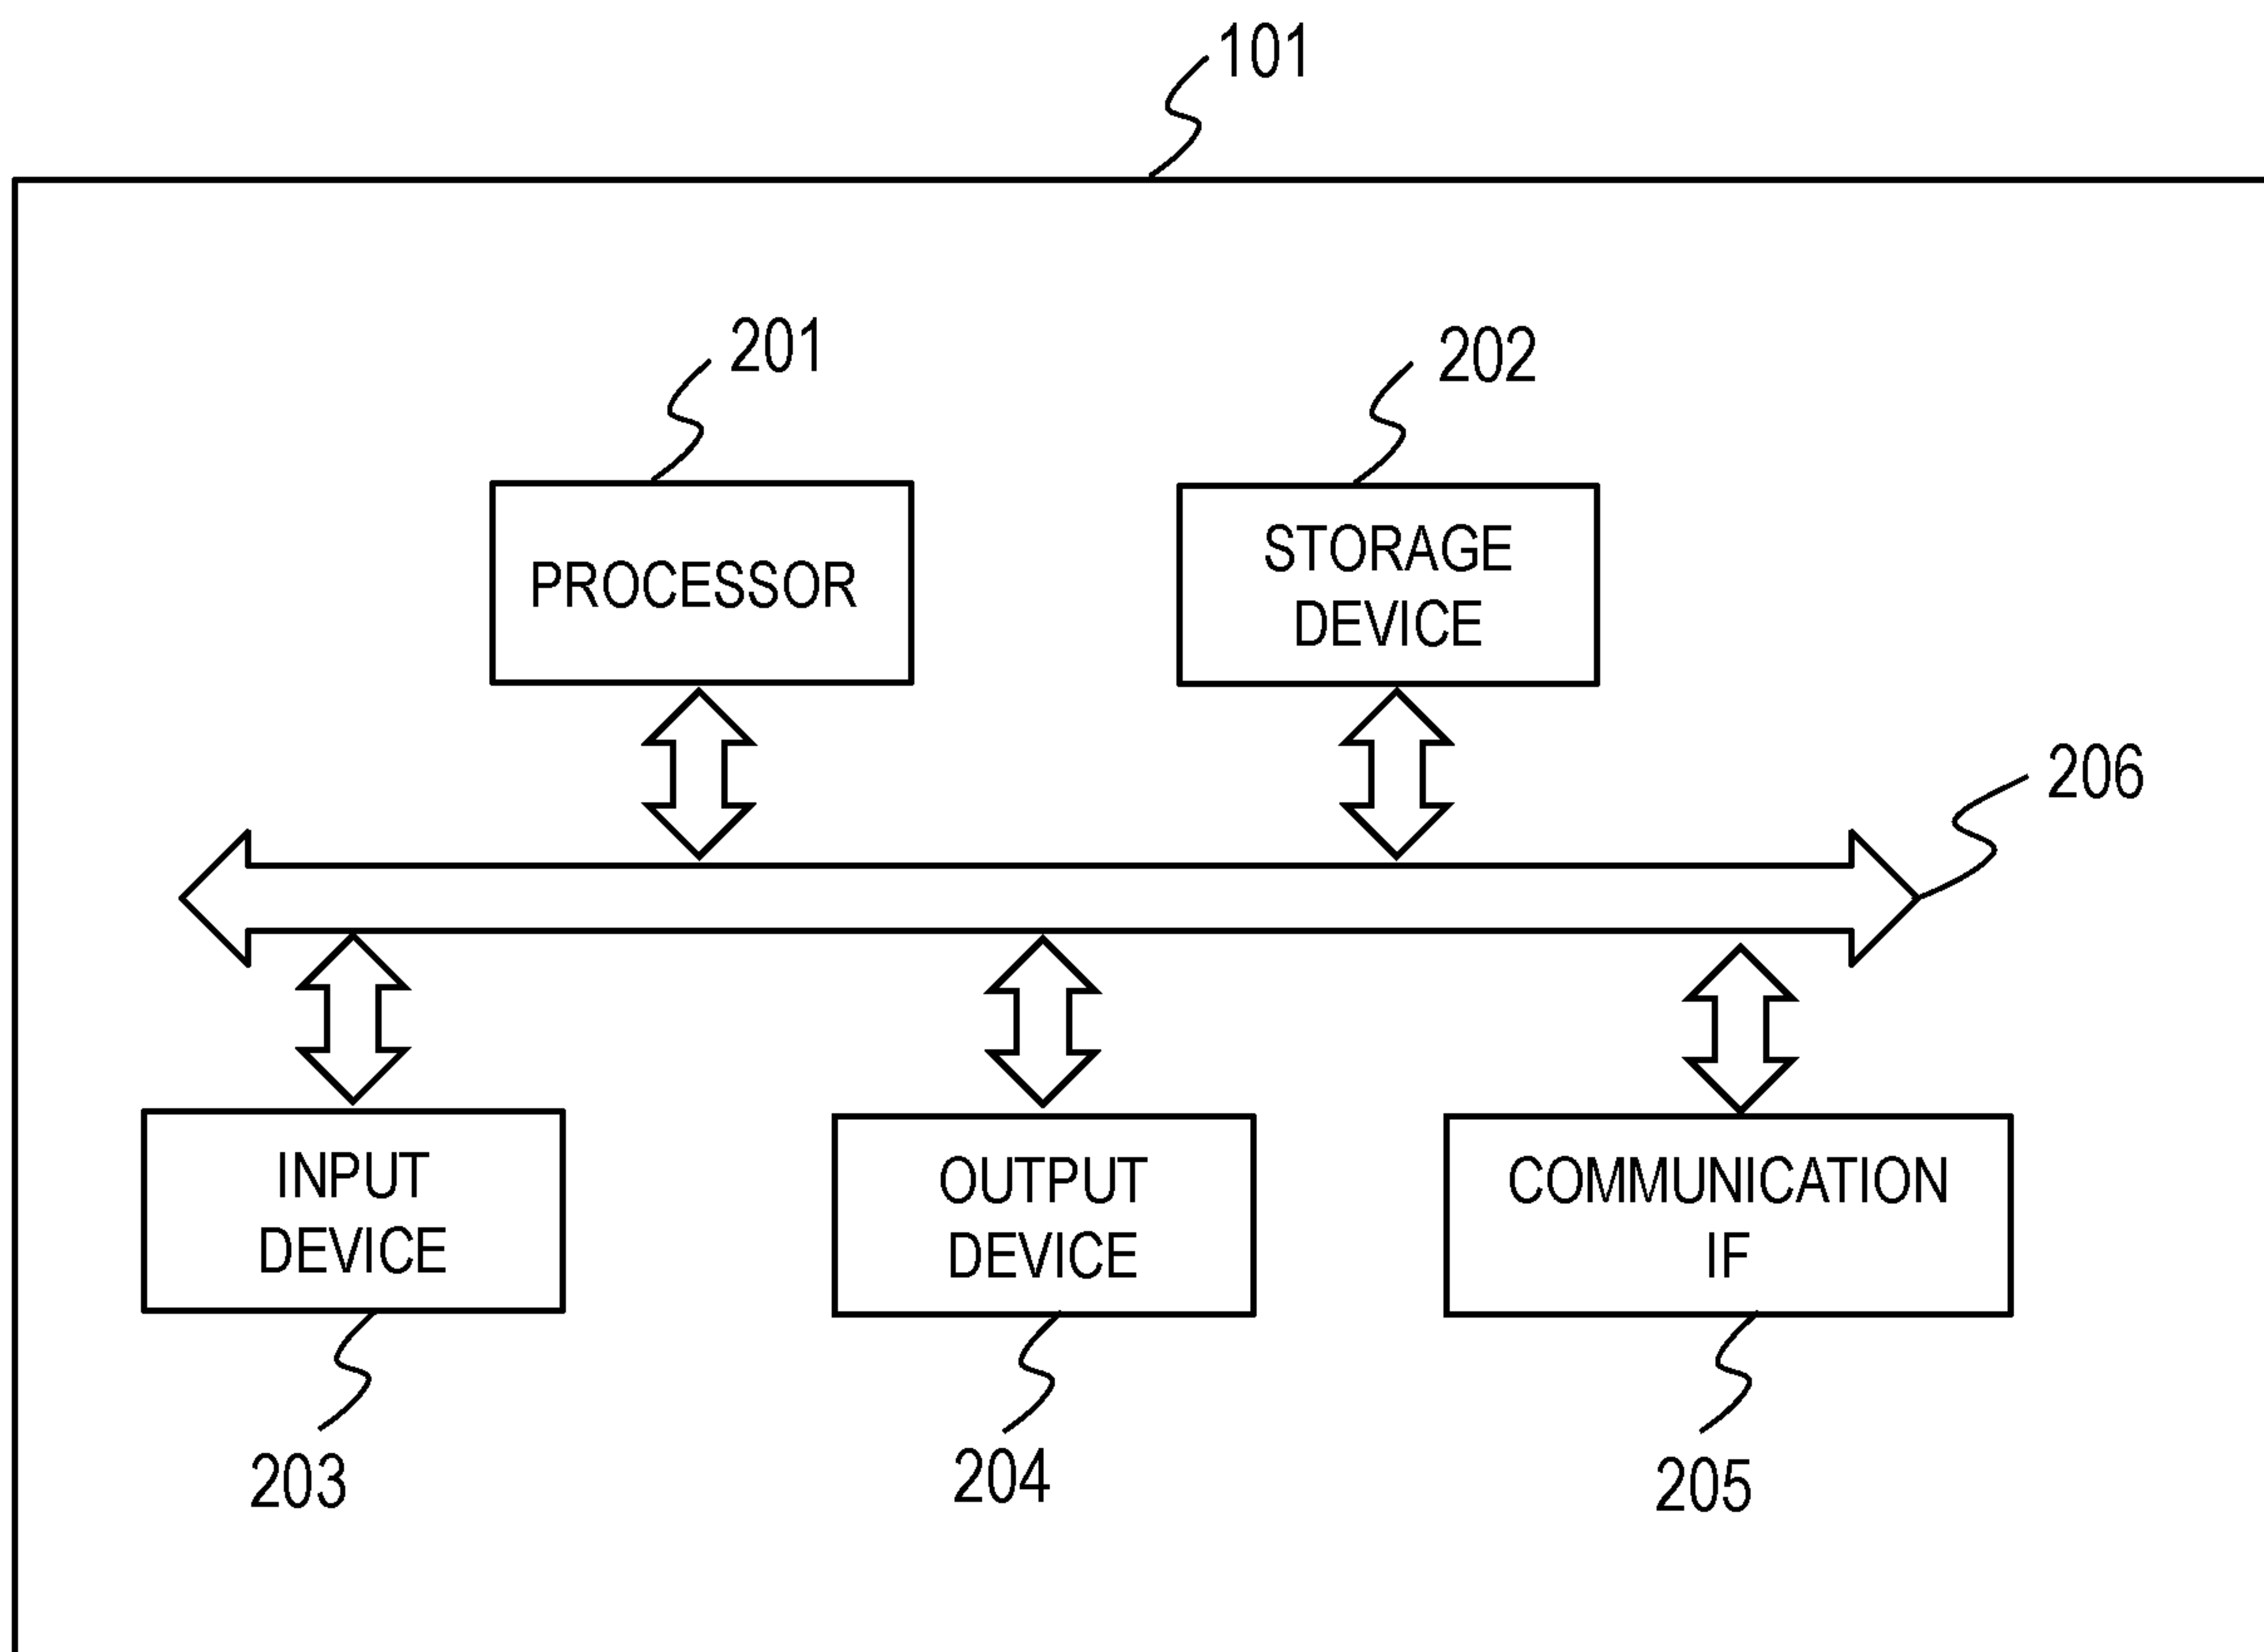 101
201
202
PROCESSOR
STORAGE
DEVICE
206
INPUT
DEVICE
OUTPUT
DEVICE
COMMUNICATION
IF
203
204
205